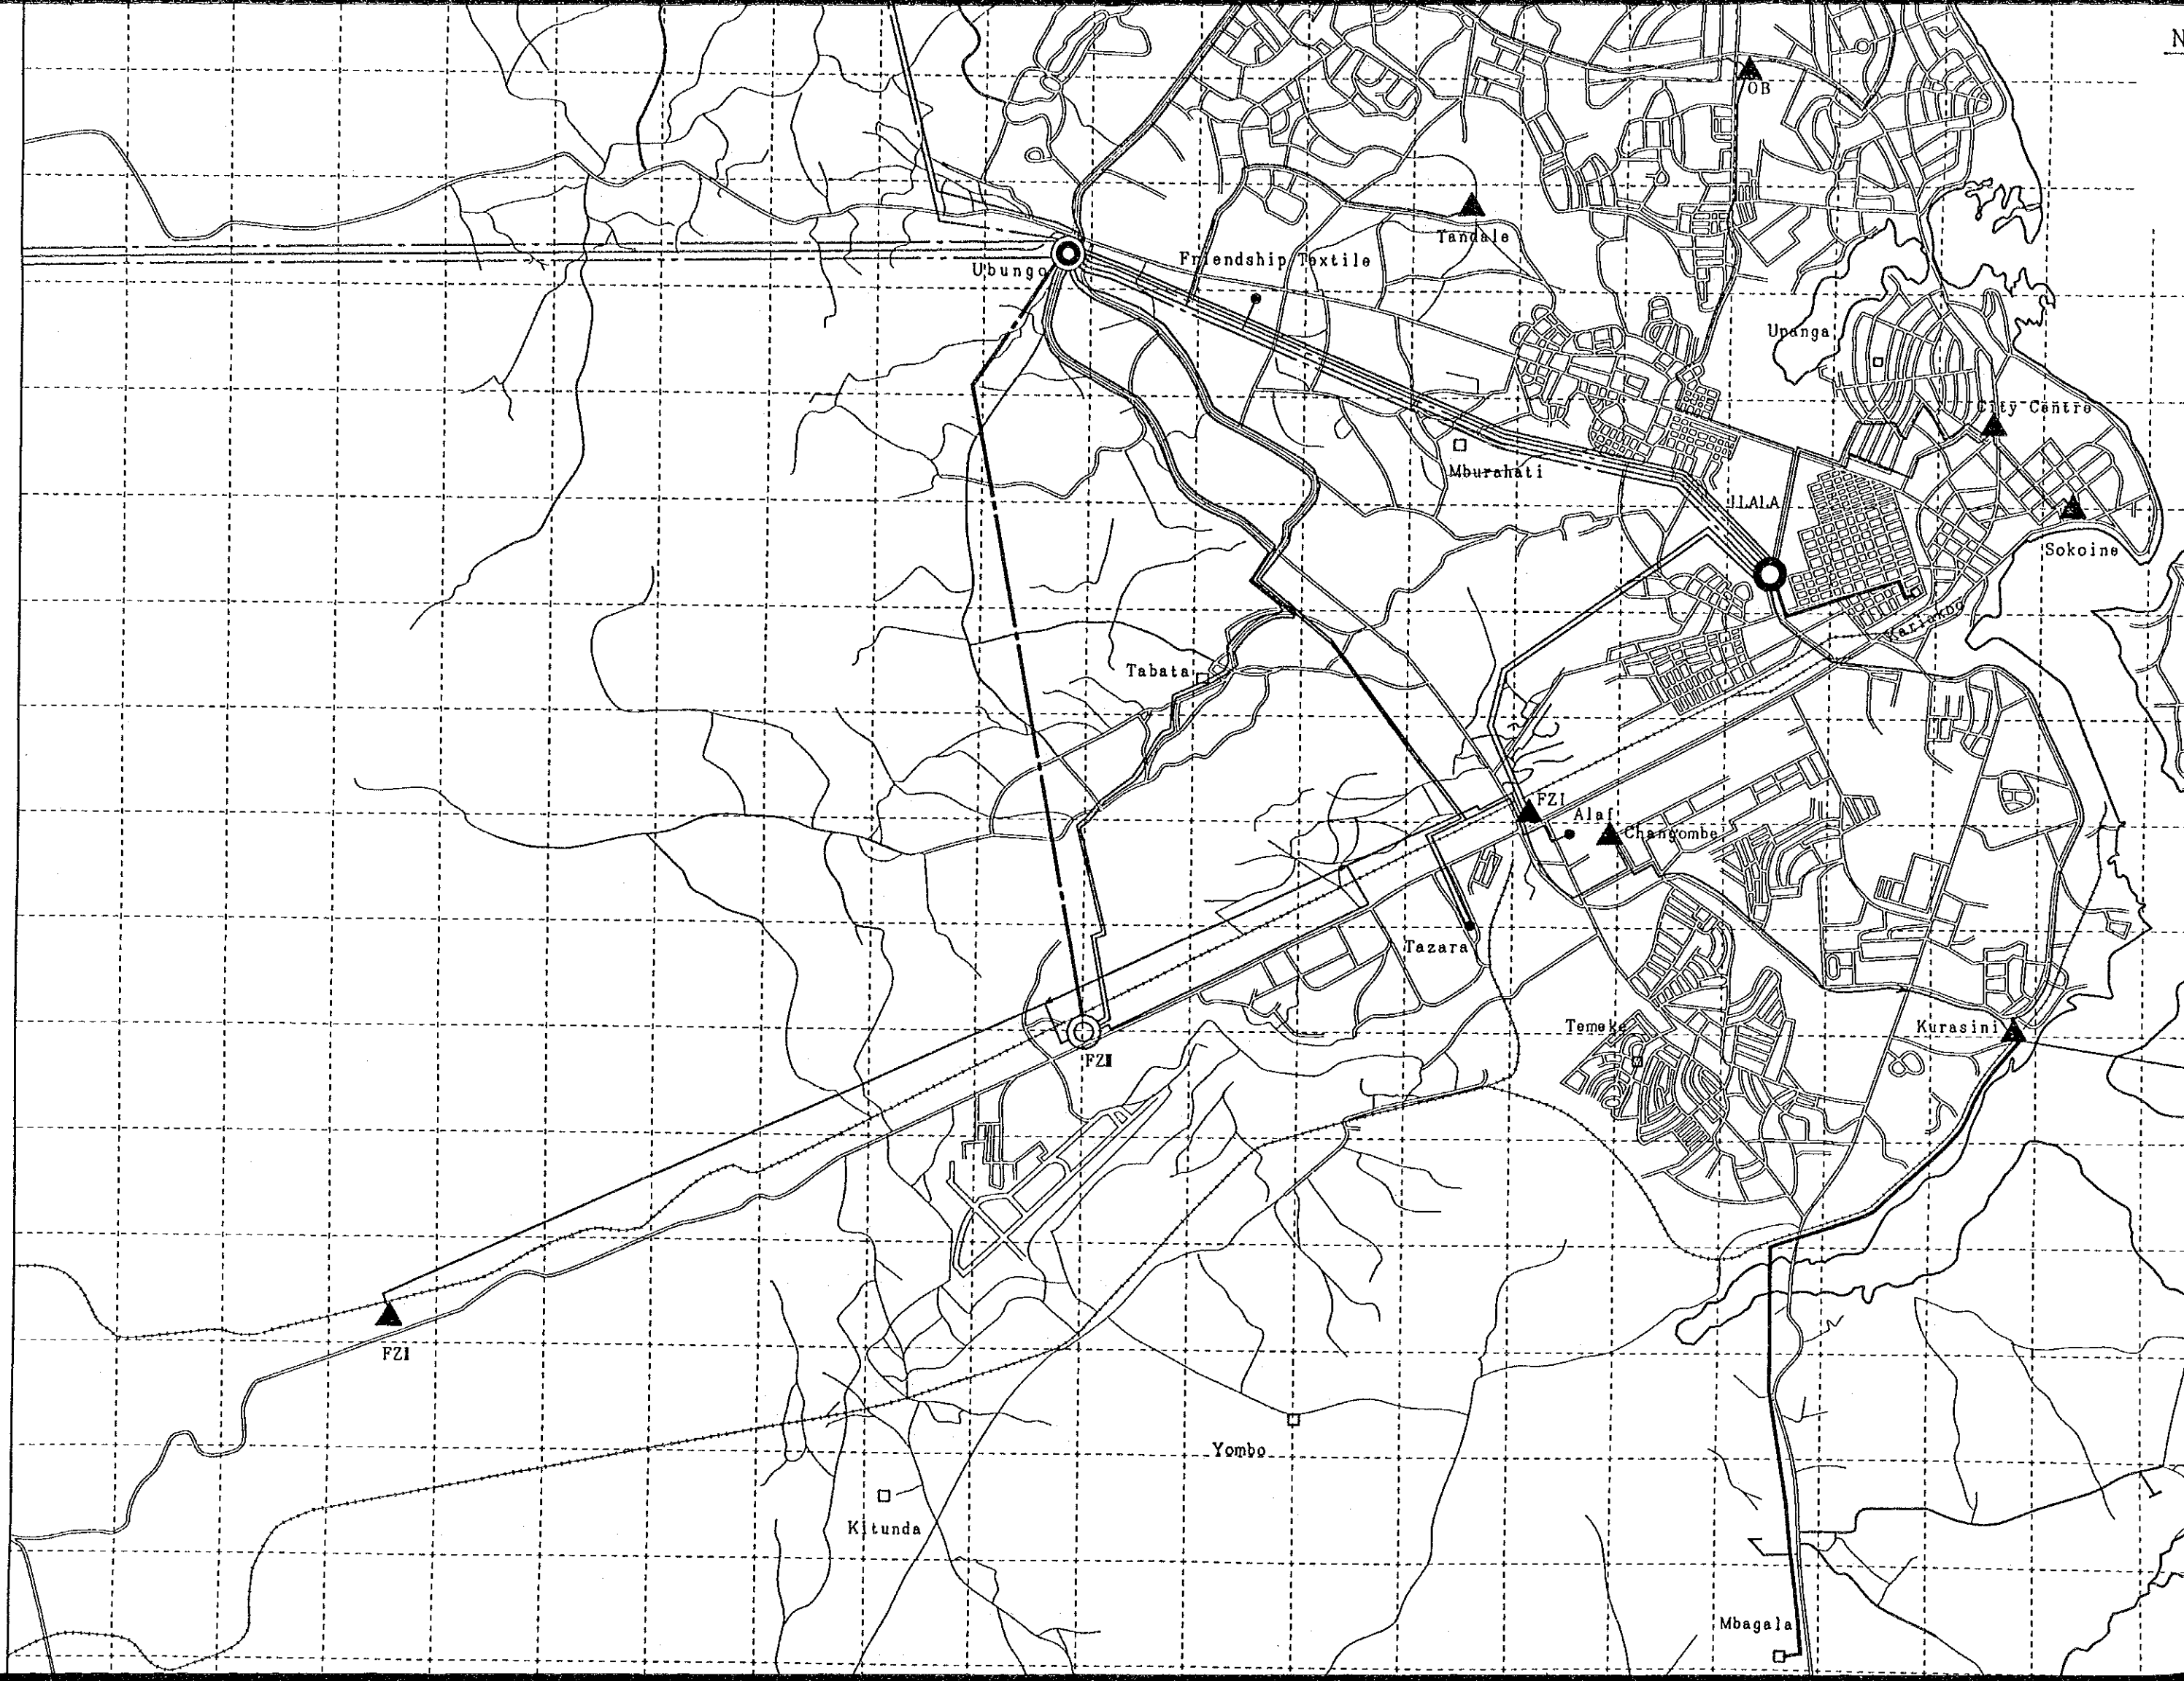 N
OB
Tandale
Friendship Textile
Ubungo
Upanga
City Centre
Mburahati
ILALA
Sokoine
Kariakoo
Tabata
FZI
Alaf
Changombe
Tazara
Temeke
Kurasini
FZII
Yombo
Kitunda
Mbagala